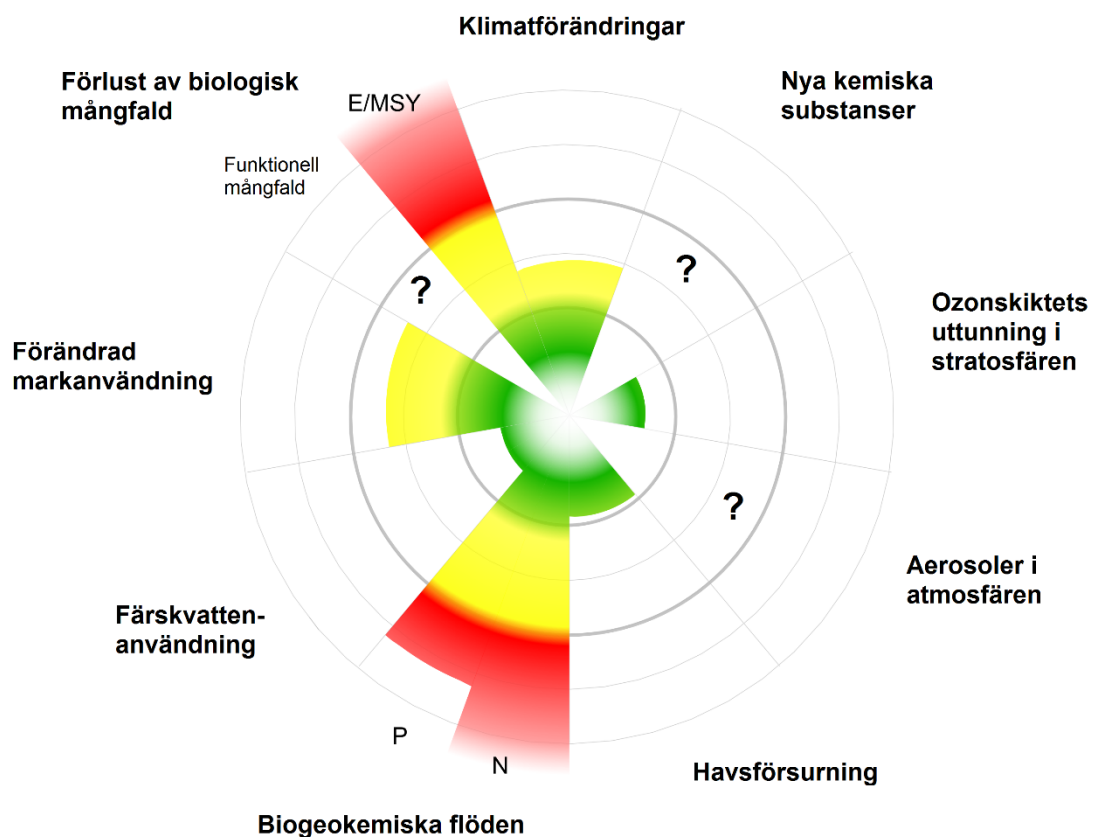 Klimatförändringar
Förlust av biologisk
mångfald
E/MSY
Funktionell
mångfald
Nya kemiska
substanser
?
?
Ozonskiktets
uttunning i
stratosfären
Förändrad
markanvändning
?
Aerosoler i
atmosfären
Färskvatten-
användning
P
N
Havsförsurning
Biogeokemiska flöden